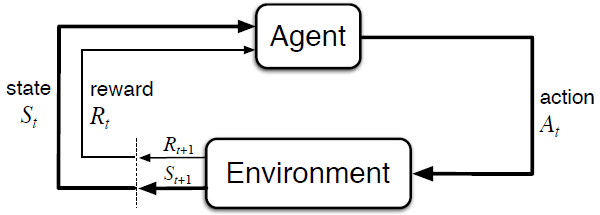 Agent
state
S_t
reward
R_t
action
A_t
R_{t+1}
S_{t+1}
Environment